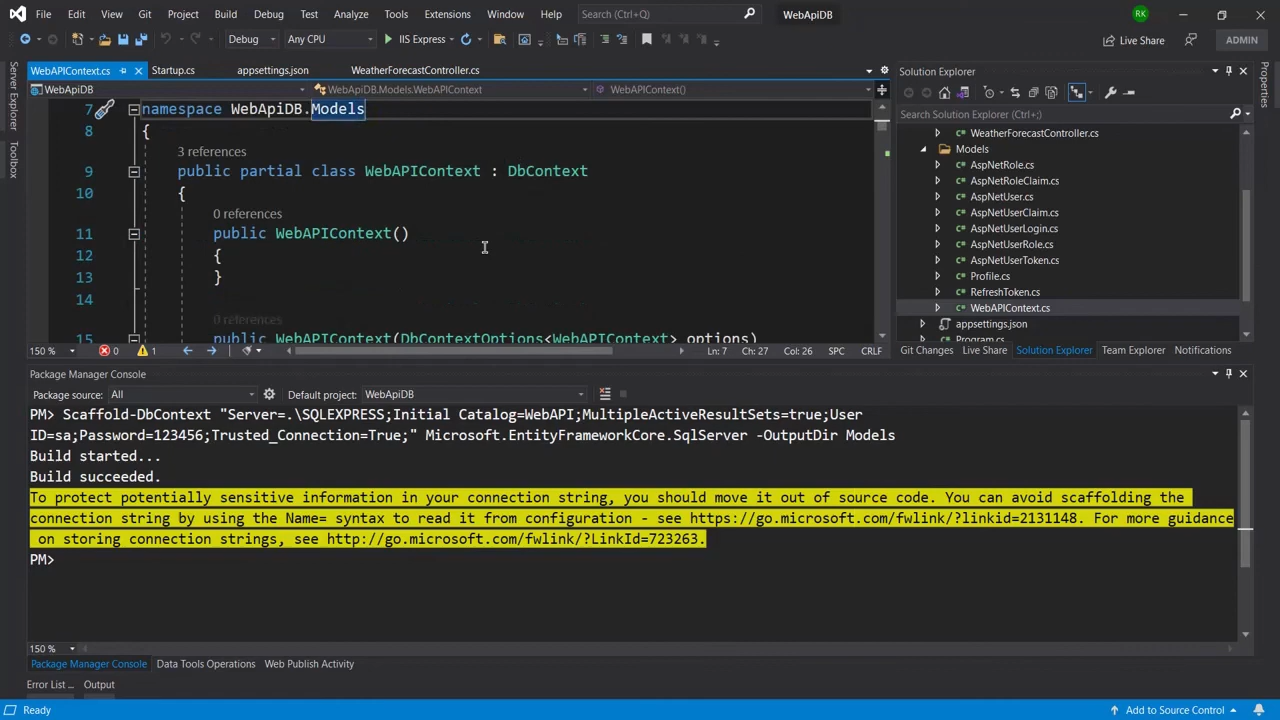 File Edit View Git Project Build Debug Test Analyze Tools Extensions Window Help Search (Ctrl+Q) WebApiDB RK
Debug Any CPU IIS Express Live Share ADMIN
WebAPIContext.cs Startup.cs appsettings.json WeatherForecastController.cs
WebApiDB WebApiDB.Models.WebAPIContext WebAPIContext()
Server Explorer
Toolbox
7 namespace WebApiDB.Models
8 {
3 references
9 public partial class WebAPIContext : DbContext
10 {
0 references
11 public WebAPIContext()
12 {
13 }
14
0 references
15 public WebAPIContext(DbContextOptions<WebAPIContext> options)
150 % 0 1 Ln: 7 Ch: 27 Col: 26 SPC CRLF
Solution Explorer
Search Solution Explorer (Ctrl+;)
WeatherForecastController.cs
Models
AspNetRole.cs
AspNetRoleClaim.cs
AspNetUser.cs
AspNetUserClaim.cs
AspNetUserLogin.cs
AspNetUserRole.cs
AspNetUserToken.cs
Profile.cs
RefreshToken.cs
WebAPIContext.cs
appsettings.json
Program.cs
Git Changes Live Share Solution Explorer Team Explorer Notifications
Properties
Package Manager Console
Package source: All Default project: WebApiDB
PM> Scaffold-DbContext "Server=.\SQLEXPRESS;Initial Catalog=WebAPI;MultipleActiveResultSets=true;User
ID=sa;Password=123456;Trusted_Connection=True;" Microsoft.EntityFrameworkCore.SqlServer -OutputDir Models
Build started...
Build succeeded.
To protect potentially sensitive information in your connection string, you should move it out of source code. You can avoid scaffolding the
connection string by using the Name= syntax to read it from configuration - see https://go.microsoft.com/fwlink/?linkid=2131148. For more guidance
on storing connection strings, see http://go.microsoft.com/fwlink/?LinkId=723263.
PM>
150 %
Package Manager Console Data Tools Operations Web Publish Activity
Error List ... Output
Ready Add to Source Control